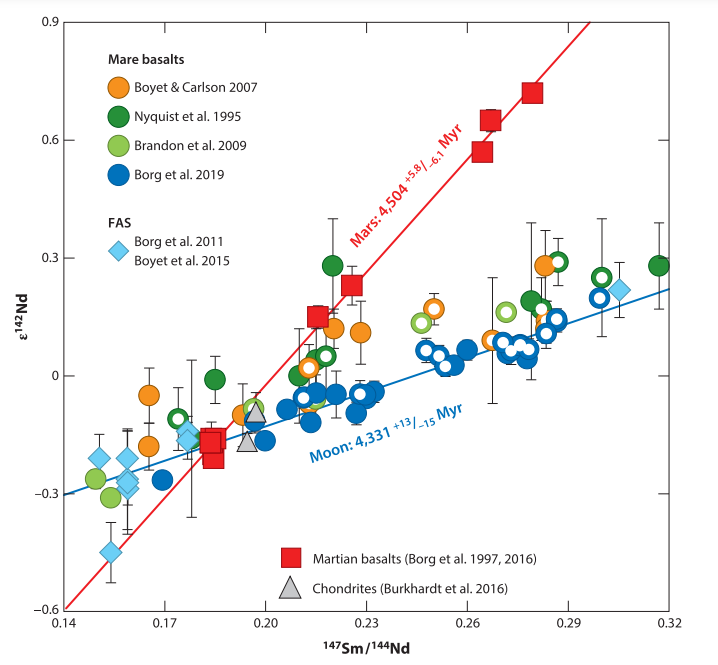 0.9
0.6
0.3
0
−0.3
−0.6
ε¹⁴²Nd
Mare basalts
Boyet & Carlson 2007
Nyquist et al. 1995
Brandon et al. 2009
Borg et al. 2019
FAS
Borg et al. 2011
Boyet et al. 2015
Mars: 4,504 +5.8/−6.1 Myr
Moon: 4,331 +13/−15 Myr
Martian basalts (Borg et al. 1997, 2016)
Chondrites (Burkhardt et al. 2016)
0.14 0.17 0.20 0.23 0.26 0.29 0.32
¹⁴⁷Sm/¹⁴⁴Nd